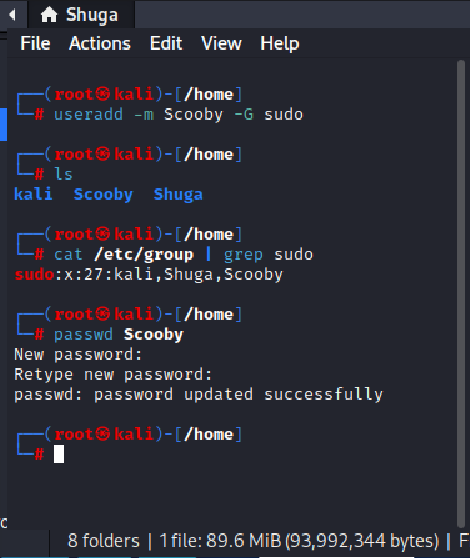 Shuga
File Actions Edit View Help
┌──(root㉿kali)-[/home]
└─# useradd -m Scooby -G sudo
┌──(root㉿kali)-[/home]
└─# ls
kali Scooby Shuga
┌──(root㉿kali)-[/home]
└─# cat /etc/group | grep sudo
sudo:x:27:kali,Shuga,Scooby
┌──(root㉿kali)-[/home]
└─# passwd Scooby
New password:
Retype new password:
passwd: password updated successfully
┌──(root㉿kali)-[/home]
└─#
8 folders | 1 file: 89.6 MiB (93,992,344 bytes) | F